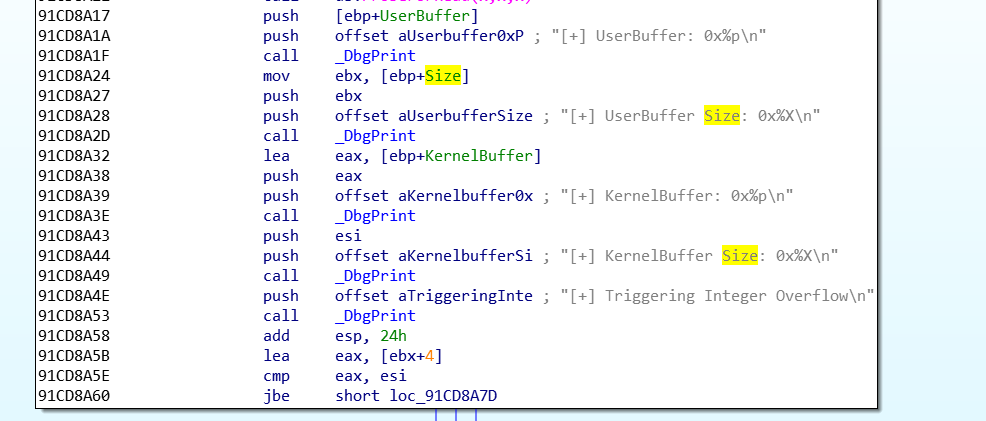 91CD8A17 push [ebp+UserBuffer]
91CD8A1A push offset aUserbuffer0xP ; "[+] UserBuffer: 0x%p\n"
91CD8A1F call _DbgPrint
91CD8A24 mov ebx, [ebp+Size]
91CD8A27 push ebx
91CD8A28 push offset aUserbufferSize ; "[+] UserBuffer Size: 0x%X\n"
91CD8A2D call _DbgPrint
91CD8A32 lea eax, [ebp+KernelBuffer]
91CD8A38 push eax
91CD8A39 push offset aKernelbuffer0x ; "[+] KernelBuffer: 0x%p\n"
91CD8A3E call _DbgPrint
91CD8A43 push esi
91CD8A44 push offset aKernelbufferSi ; "[+] KernelBuffer Size: 0x%X\n"
91CD8A49 call _DbgPrint
91CD8A4E push offset aTriggeringInte ; "[+] Triggering Integer Overflow\n"
91CD8A53 call _DbgPrint
91CD8A58 add esp, 24h
91CD8A5B lea eax, [ebx+4]
91CD8A5E cmp eax, esi
91CD8A60 jbe short loc_91CD8A7D